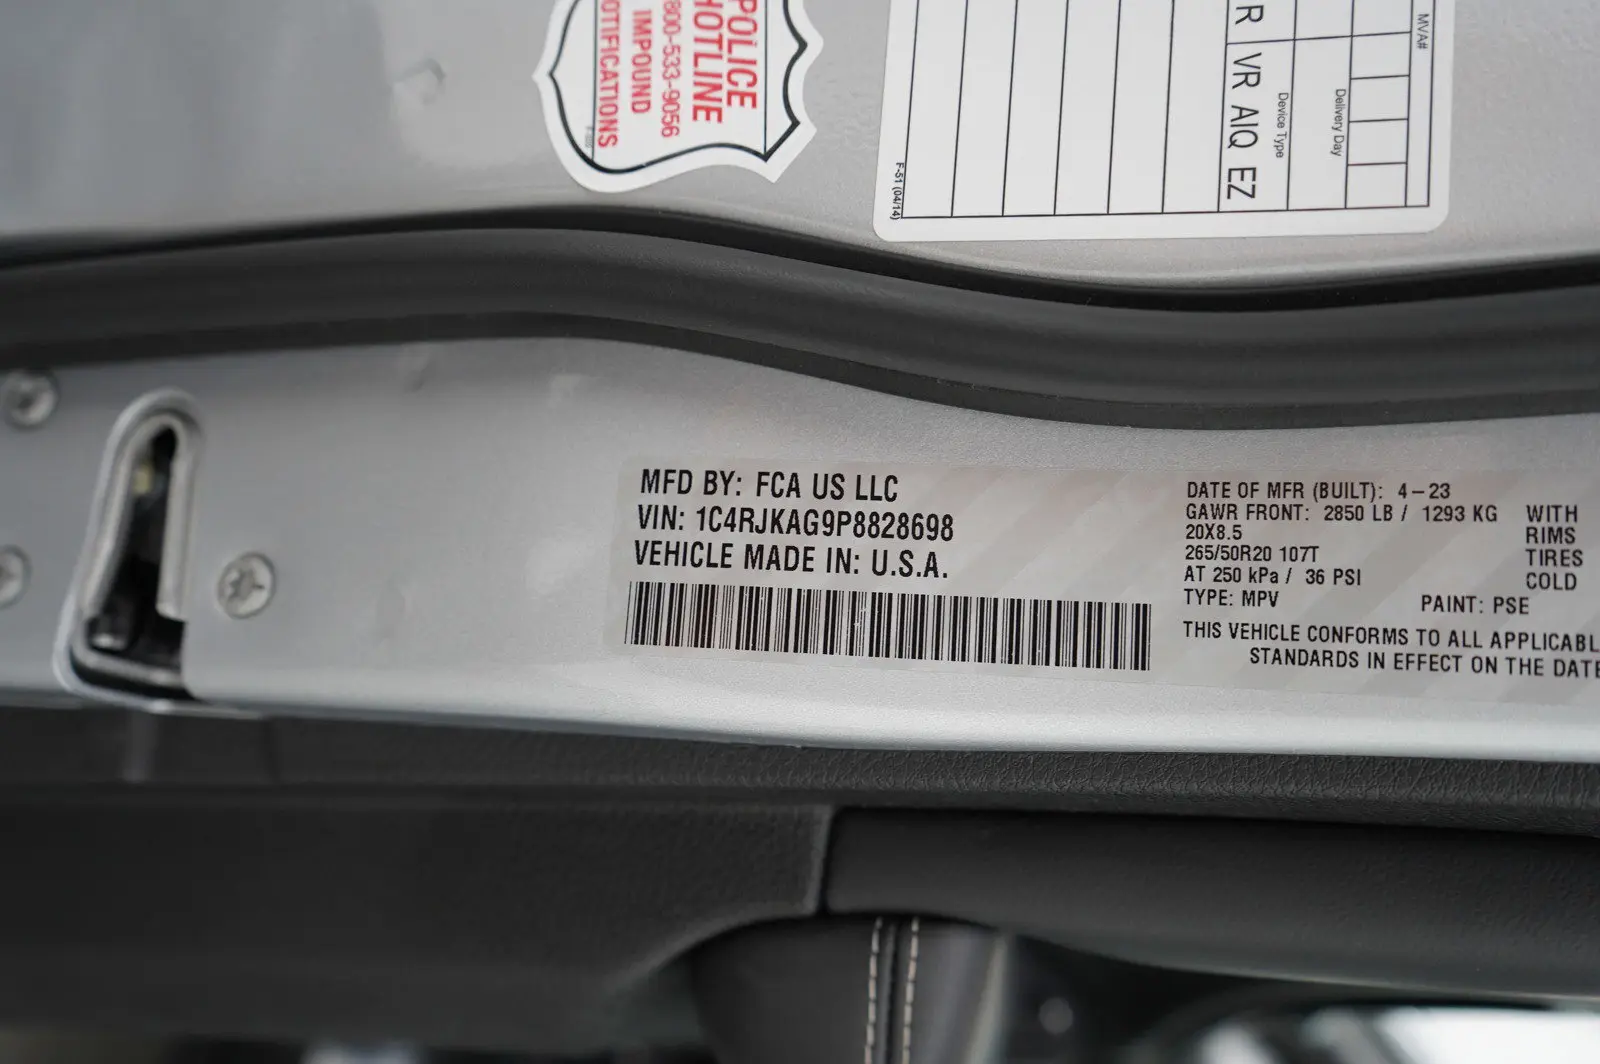 POLICE
HOTLINE
800-533-9056
IMPOUND
OTIFICATIONS
MVA#
Delivery Day
Device Type
R VR AIQ EZ
F-51 (04/14)
MFD BY: FCA US LLC
VIN: 1C4RJKAG9P8828698
VEHICLE MADE IN: U.S.A.
DATE OF MFR (BUILT): 4-23
GAWR FRONT: 2850 LB / 1293 KG WITH
20X8.5 RIMS
265/50R20 107T TIRES
AT 250 kPa / 36 PSI COLD
TYPE: MPV PAINT: PSE
THIS VEHICLE CONFORMS TO ALL APPLICABL
STANDARDS IN EFFECT ON THE DATE